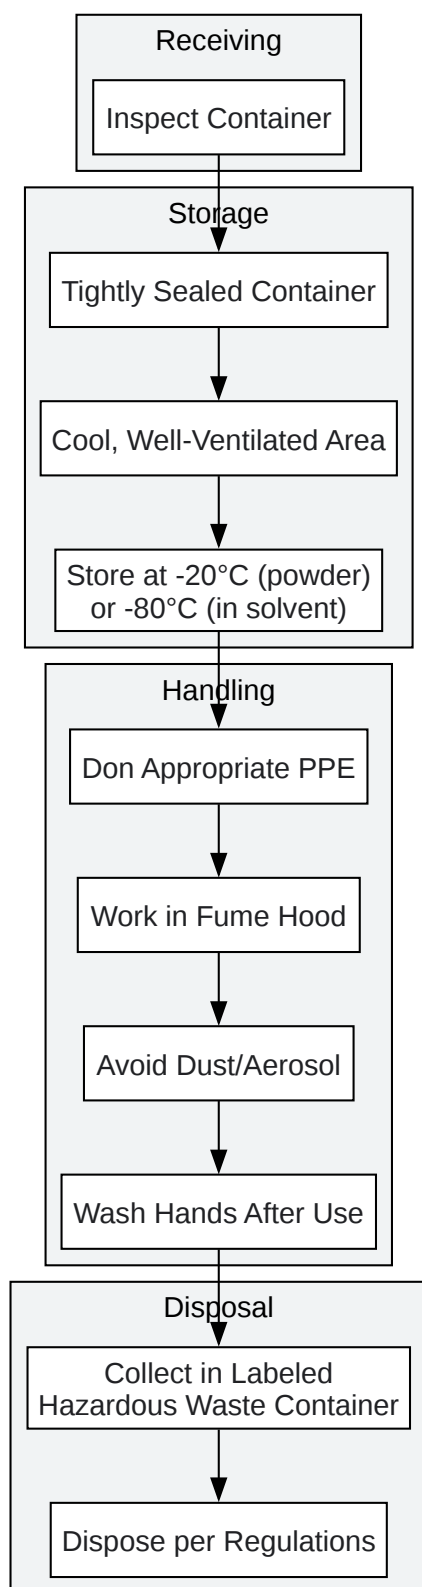 Receiving
Inspect Container
Storage
Tightly Sealed Container
Cool, Well-Ventilated Area
Store at -20°C (powder)
or -80°C (in solvent)
Handling
Don Appropriate PPE
Work in Fume Hood
Avoid Dust/Aerosol
Wash Hands After Use
Disposal
Collect in Labeled
Hazardous Waste Container
Dispose per Regulations